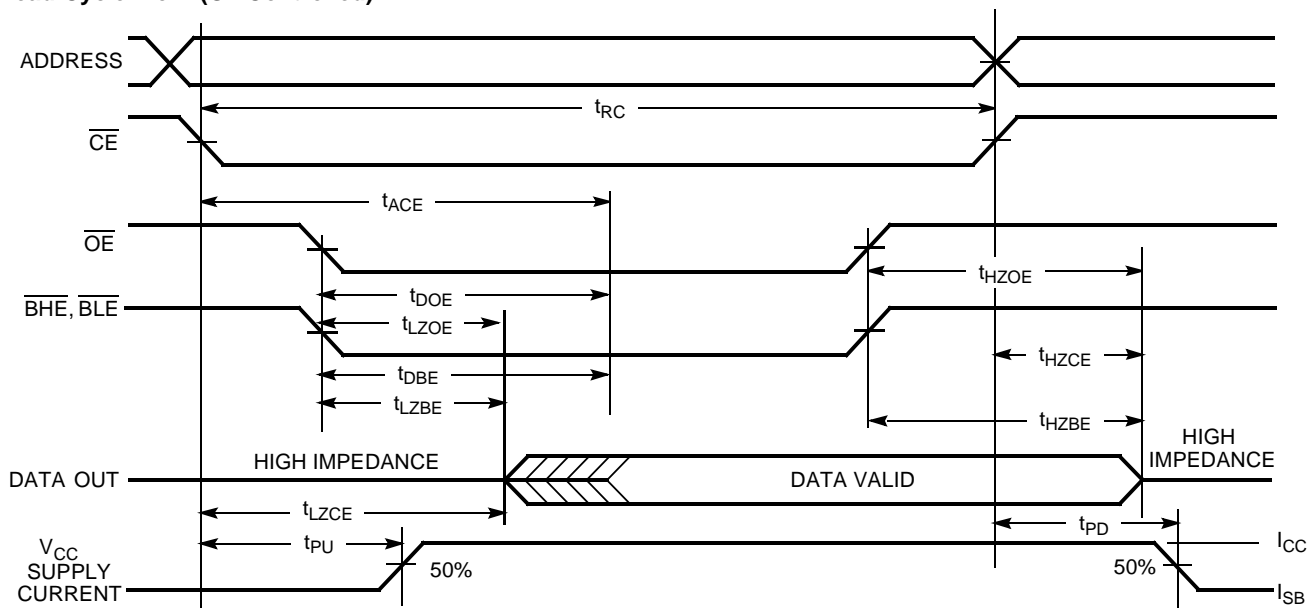 ADDRESS
tRC
CE
tACE
OE
tHZOE
tDOE
BHE, BLE
tLZOE
tHZCE
tDBE
tLZBE
tHZBE
HIGH IMPEDANCE
HIGH
IMPEDANCE
DATA OUT
DATA VALID
tLZCE
tPD
tPU
VCC
SUPPLY
CURRENT
50%
50%
ICC
ISB